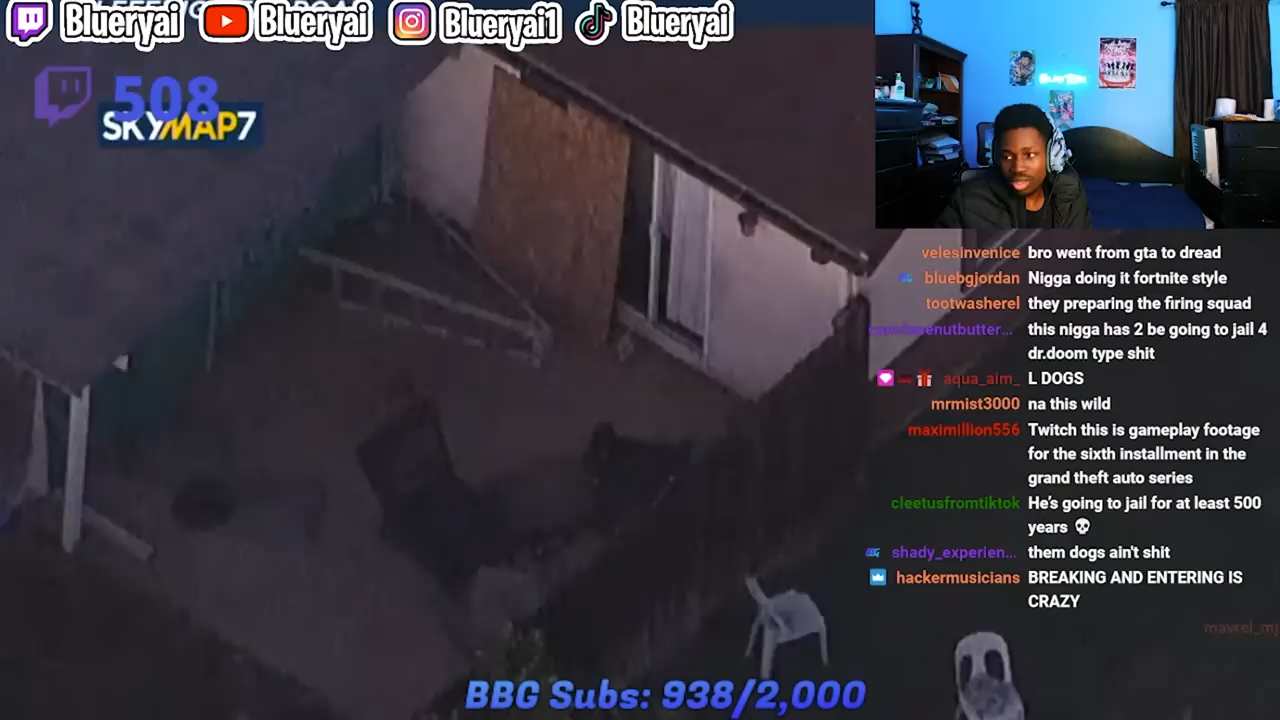 Blueryai Blueryai Blueryai1 Blueryai
508
SKYMAP7
velesinvenice bro went from gta to dread
bluebgjordan Nigga doing it fortnite style
tootwasherel they preparing the firing squad
this nigga has 2 be going to jail 4
dr.doom type shit
aqua_aim_ L DOGS
mrmist3000 na this wild
maximillion556 Twitch this is gameplay footage
for the sixth installment in the
grand theft auto series
cleetusfromtiktok He's going to jail for at least 500
years 💀
shady_experien... them dogs ain't shit
hackermusicians BREAKING AND ENTERING IS
CRAZY
BBG Subs: 938/2,000